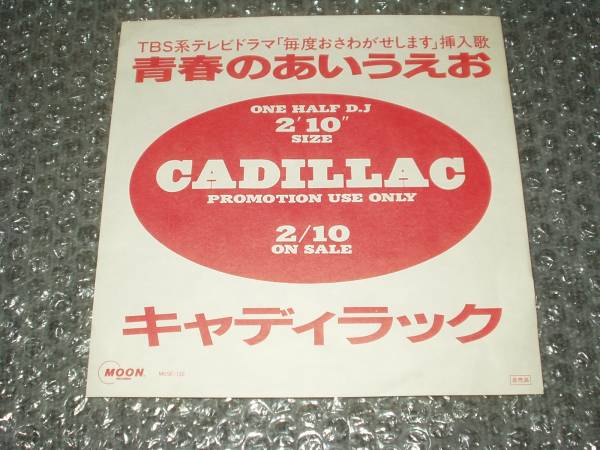 TBS系テレビドラマ「毎度おさわがせします」挿入歌
青春のあいうえお
ONE HALF D.J
2'10"
SIZE
CADILLAC
PROMOTION USE ONLY
2/10
ON SALE
キャディラック
MOON